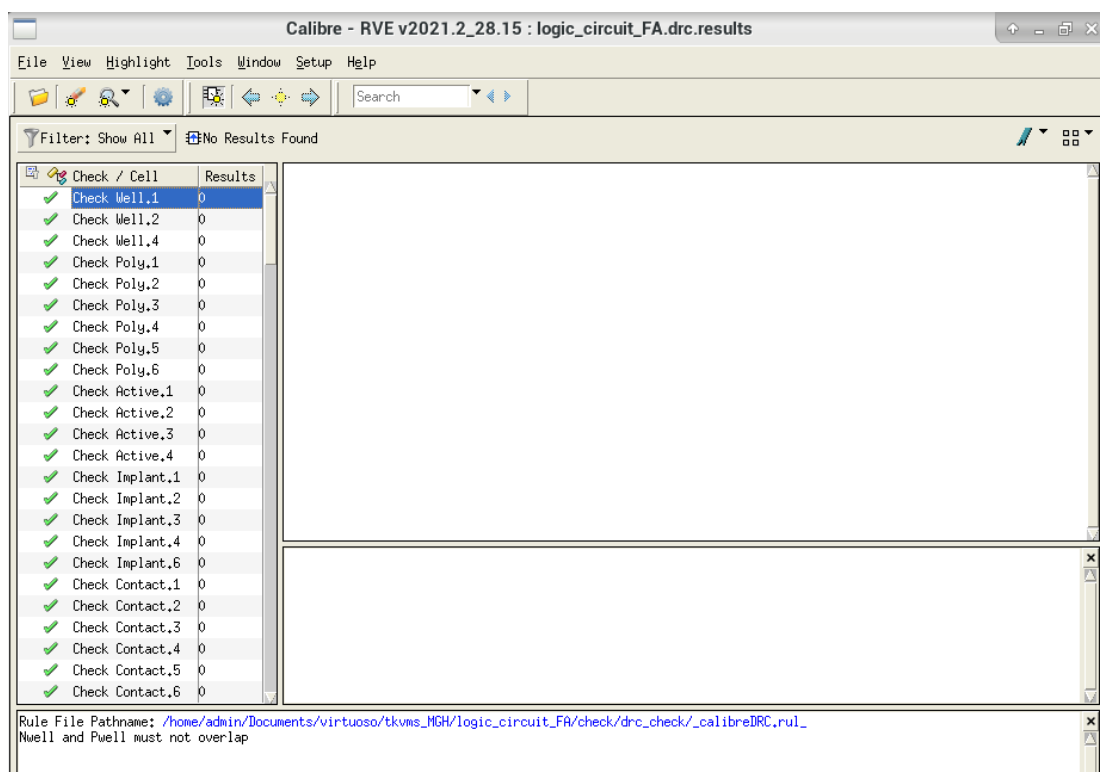 Calibre - RVE v2021.2_28.15 : logic_circuit_FA.drc.results
File View Highlight Tools Window Setup Help
Search
Filter: Show All No Results Found
Check / Cell Results
Check Well.1 0
Check Well.2 0
Check Well.4 0
Check Poly.1 0
Check Poly.2 0
Check Poly.3 0
Check Poly.4 0
Check Poly.5 0
Check Poly.6 0
Check Active.1 0
Check Active.2 0
Check Active.3 0
Check Active.4 0
Check Implant.1 0
Check Implant.2 0
Check Implant.3 0
Check Implant.4 0
Check Implant.6 0
Check Contact.1 0
Check Contact.2 0
Check Contact.3 0
Check Contact.4 0
Check Contact.5 0
Check Contact.6 0
Rule File Pathname: /home/admin/Documents/virtuoso/tkvms_MGH/logic_circuit_FA/check/drc_check/_calibreDRC.rul_
Nwell and Pwell must not overlap